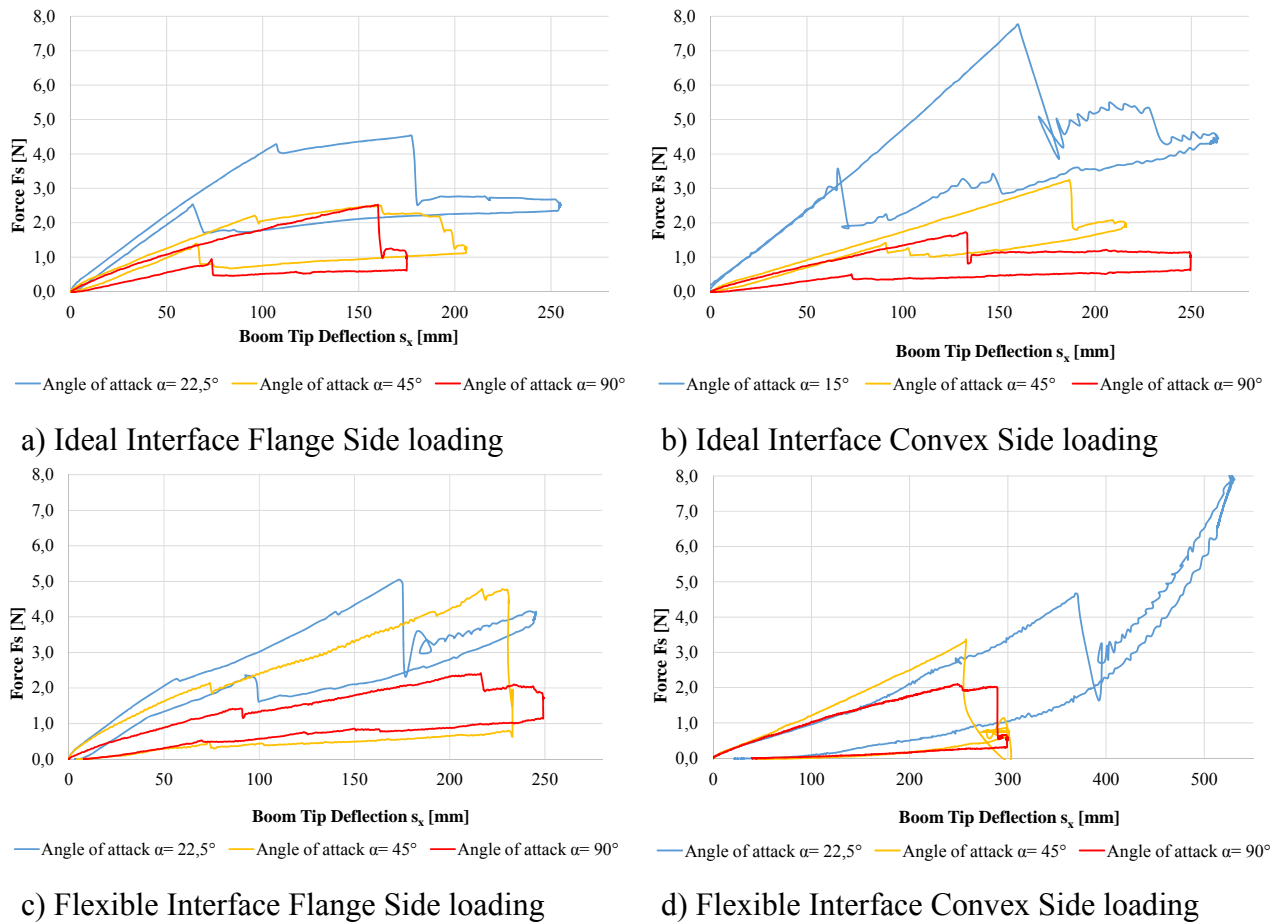 8,0
7,0
6,0
5,0
4,0
3,0
2,0
1,0
0,0
Force Fs [N]
0 50 100 150 200 250
Boom Tip Deflection sx [mm]
Angle of attack α= 22,5° Angle of attack α= 45° Angle of attack α= 90°
a) Ideal Interface Flange Side loading
8,0
7,0
6,0
5,0
4,0
3,0
2,0
1,0
0,0
Force Fs [N]
0 50 100 150 200 250
Boom Tip Deflection sx [mm]
Angle of attack α= 15° Angle of attack α= 45° Angle of attack α= 90°
b) Ideal Interface Convex Side loading
8,0
7,0
6,0
5,0
4,0
3,0
2,0
1,0
0,0
Force Fs [N]
0 50 100 150 200 250
Boom Tip Deflection sx [mm]
Angle of attack α= 22,5° Angle of attack α= 45° Angle of attack α= 90°
c) Flexible Interface Flange Side loading
8,0
7,0
6,0
5,0
4,0
3,0
2,0
1,0
0,0
Force Fs [N]
0 100 200 300 400 500
Boom Tip Deflection sx [mm]
Angle of attack α= 22,5° Angle of attack α= 45° Angle of attack α= 90°
d) Flexible Interface Convex Side loading